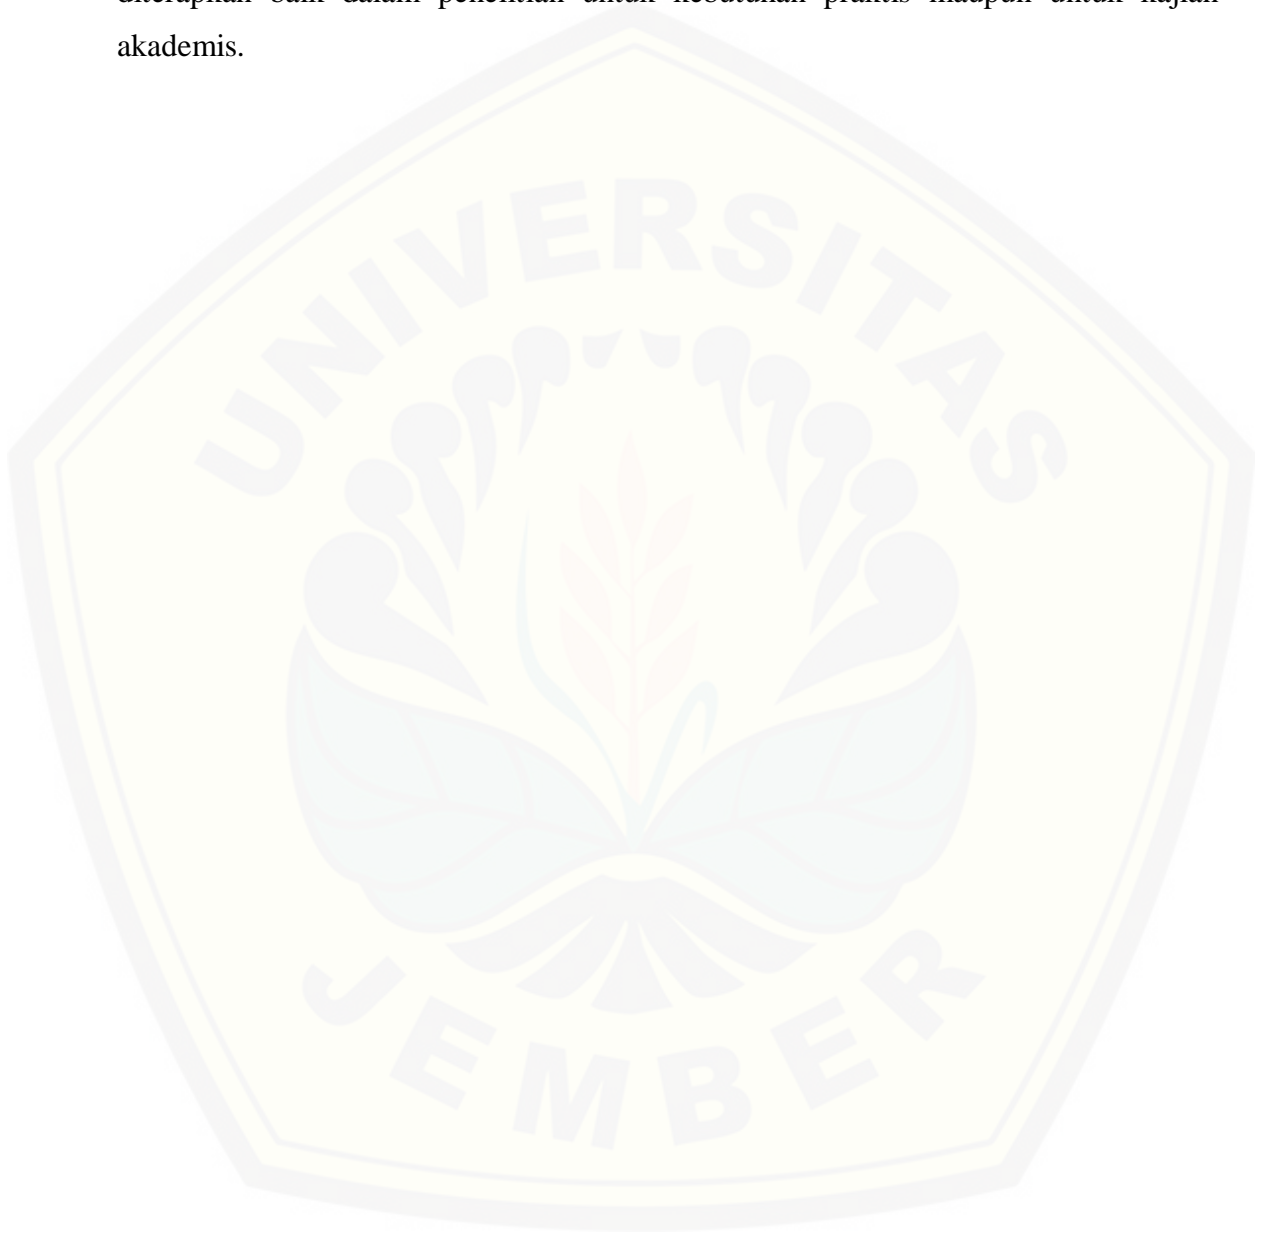 diterapkan baik dalam penelitian untuk kebutuhan praktis maupun untuk kajian
akademis.
UNIVERSITAS
JEMBER